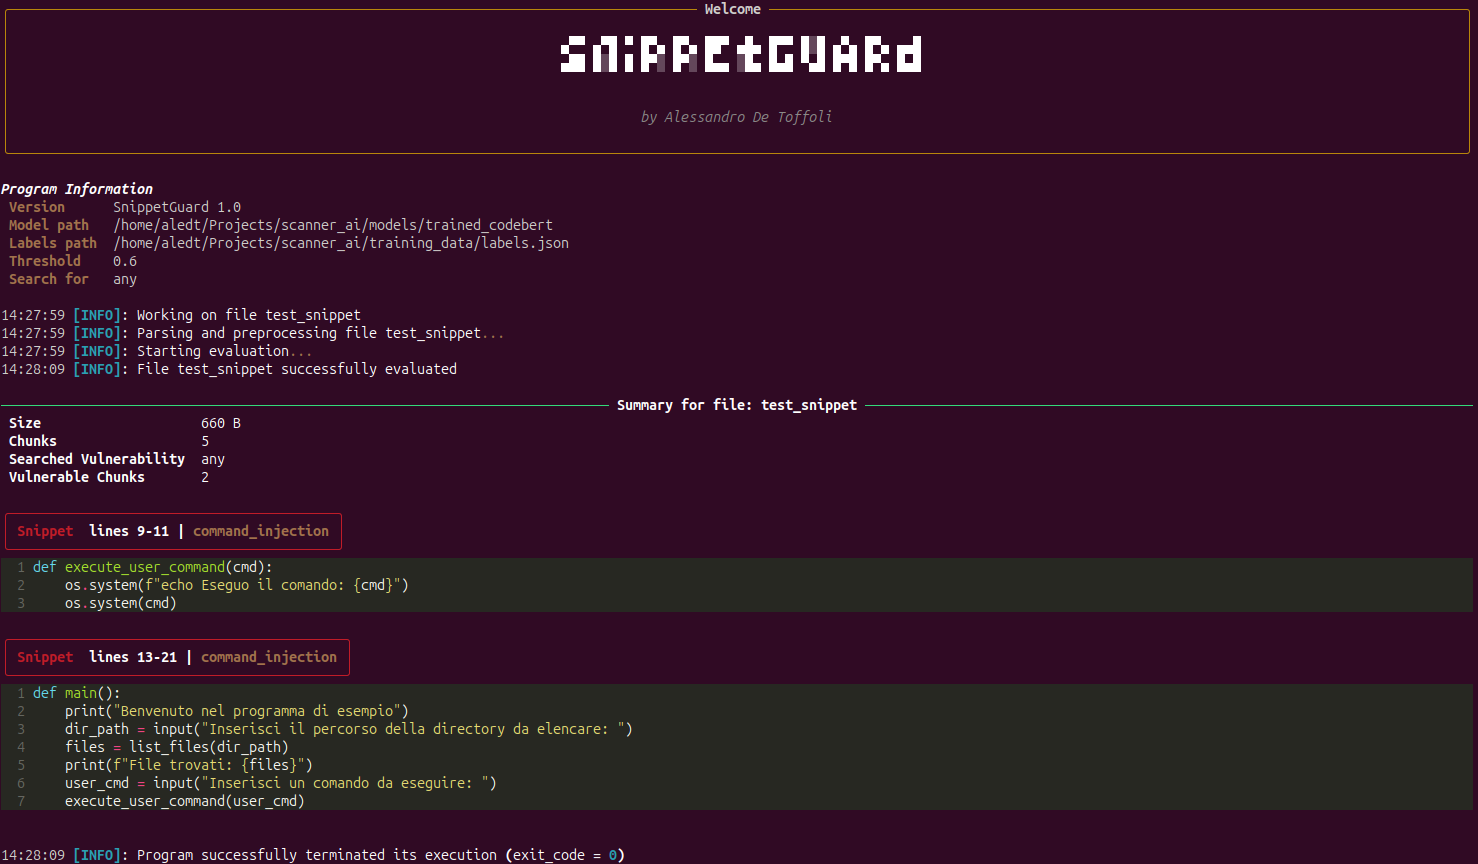 Welcome
SniPPEtGUARd
by Alessandro De Toffoli
Program Information
Version SnippetGuard 1.0
Model path /home/aledt/Projects/scanner_ai/models/trained_codebert
Labels path /home/aledt/Projects/scanner_ai/training_data/labels.json
Threshold 0.6
Search for any
14:27:59 [INFO]: Working on file test_snippet
14:27:59 [INFO]: Parsing and preprocessing file test_snippet...
14:27:59 [INFO]: Starting evaluation...
14:28:09 [INFO]: File test_snippet successfully evaluated
Summary for file: test_snippet
Size 660 B
Chunks 5
Searched Vulnerability any
Vulnerable Chunks 2
Snippet lines 9-11 | command_injection
1 def execute_user_command(cmd):
2     os.system(f"echo Eseguo il comando: {cmd}")
3     os.system(cmd)
Snippet lines 13-21 | command_injection
1 def main():
2     print("Benvenuto nel programma di esempio")
3     dir_path = input("Inserisci il percorso della directory da elencare: ")
4     files = list_files(dir_path)
5     print(f"File trovati: {files}")
6     user_cmd = input("Inserisci un comando da eseguire: ")
7     execute_user_command(user_cmd)
14:28:09 [INFO]: Program successfully terminated its execution (exit_code = 0)